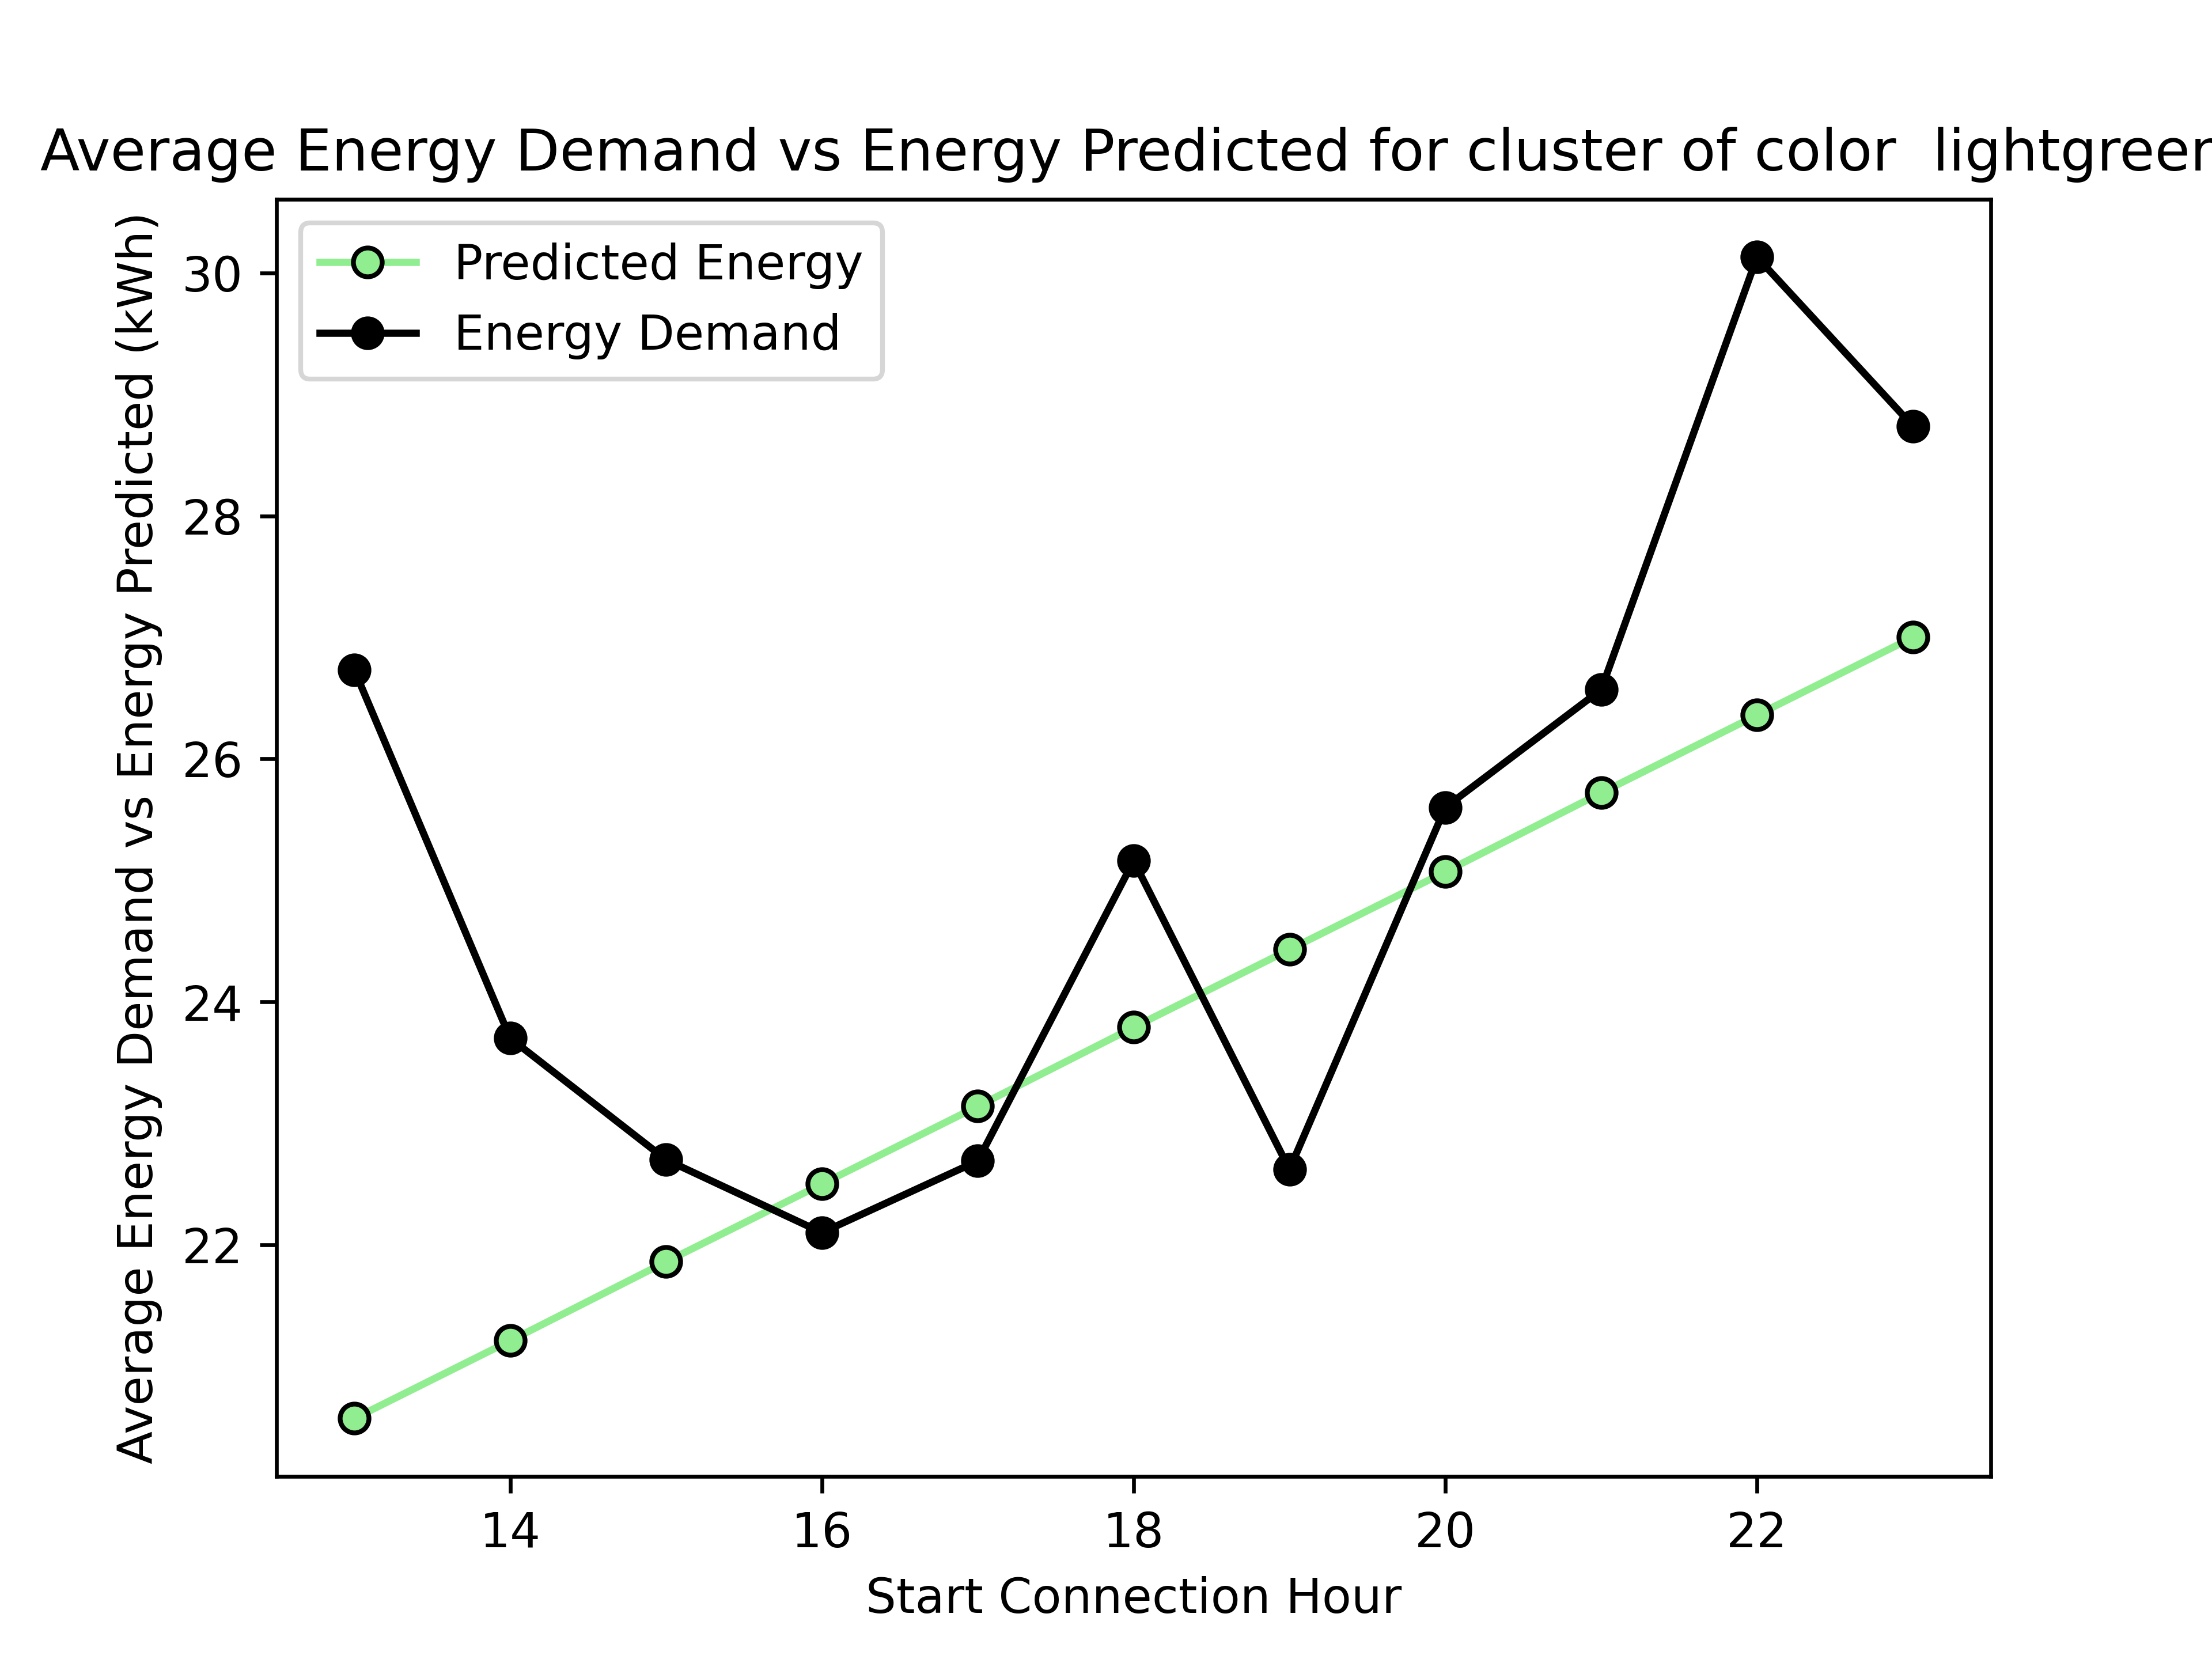 Average Energy Demand vs Energy Predicted for cluster of color lightgreen
Predicted Energy
Energy Demand
Average Energy Demand vs Energy Predicted (kWh)
30
28
26
24
22
14 16 18 20 22
Start Connection Hour